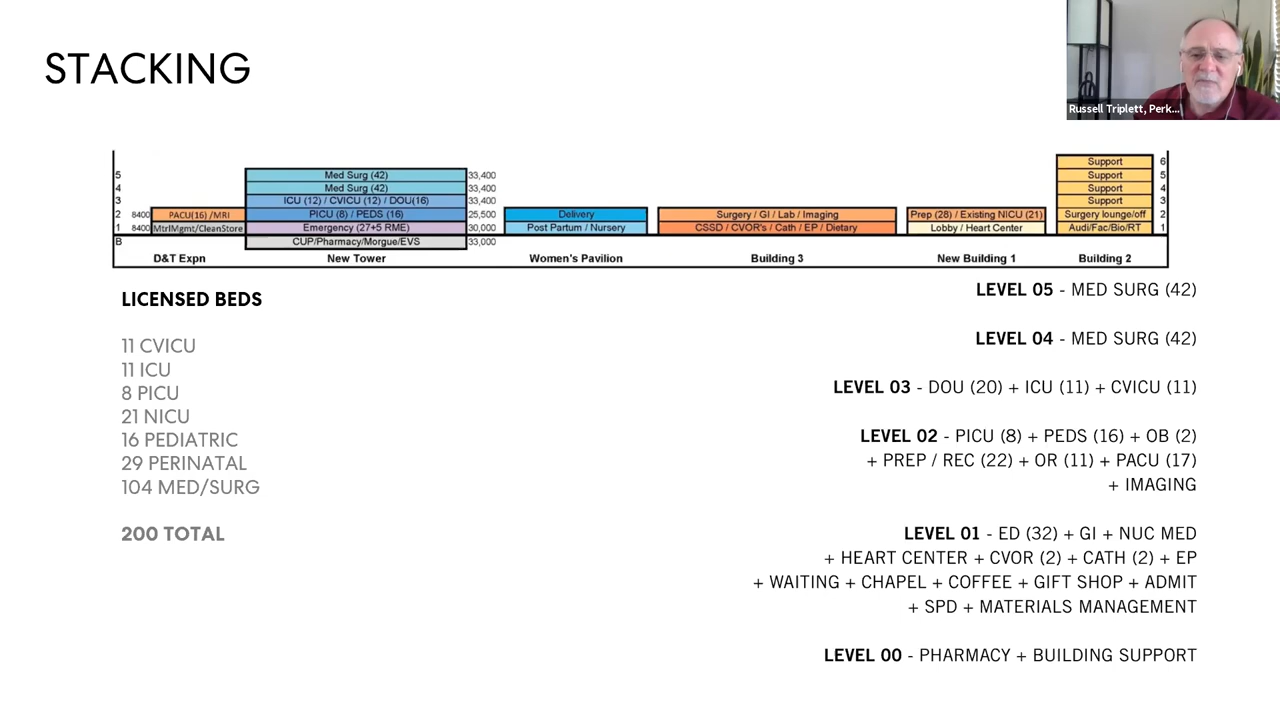 STACKING
Russell Triplett, Perk...
5 Med Surg (42) 33,400
4 Med Surg (42) 33,400
3 ICU (12) / CVICU (12) / DOU(16) 33,400
2 8400 PACU(16) /MRI PICU (8) / PEDS (16) 25,500
1 8400 MtrlMgmt/CleanStore Emergency (27+5 RME) 30,000
B CUP/Pharmacy/Morgue/EVS 33,000
Delivery
Post Partum / Nursery
Surgery / GI / Lab / Imaging
CSSD / CVOR's / Cath / EP / Dietary
Prep (28) / Existing NICU (21)
Lobby / Heart Center
Support 6
Support 5
Support 4
Support 3
Surgery lounge/off 2
Audi/Fac/Bio/RT 1
D&T Expn New Tower Women's Pavilion Building 3 New Building 1 Building 2
LICENSED BEDS
11 CVICU
11 ICU
8 PICU
21 NICU
16 PEDIATRIC
29 PERINATAL
104 MED/SURG
200 TOTAL
LEVEL 05 - MED SURG (42)
LEVEL 04 - MED SURG (42)
LEVEL 03 - DOU (20) + ICU (11) + CVICU (11)
LEVEL 02 - PICU (8) + PEDS (16) + OB (2)
+ PREP / REC (22) + OR (11) + PACU (17)
+ IMAGING
LEVEL 01 - ED (32) + GI + NUC MED
+ HEART CENTER + CVOR (2) + CATH (2) + EP
+ WAITING + CHAPEL + COFFEE + GIFT SHOP + ADMIT
+ SPD + MATERIALS MANAGEMENT
LEVEL 00 - PHARMACY + BUILDING SUPPORT